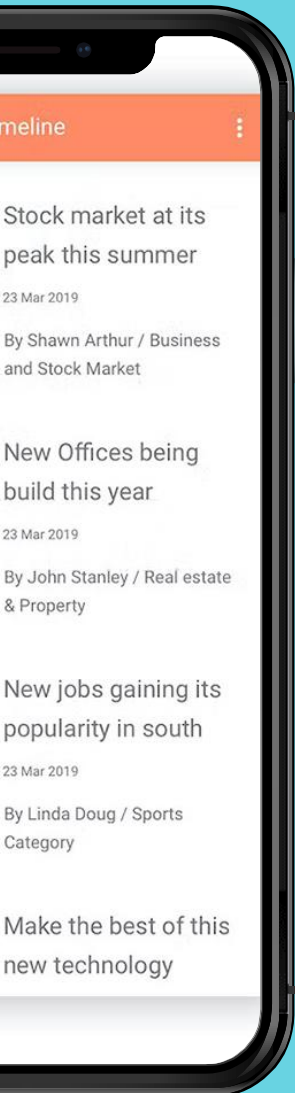 meline
Stock market at its
peak this summer
23 Mar 2019
By Shawn Arthur / Business
and Stock Market
New Offices being
build this year
23 Mar 2019
By John Stanley / Real estate
& Property
New jobs gaining its
popularity in south
23 Mar 2019
By Linda Doug / Sports
Category
Make the best of this
new technology